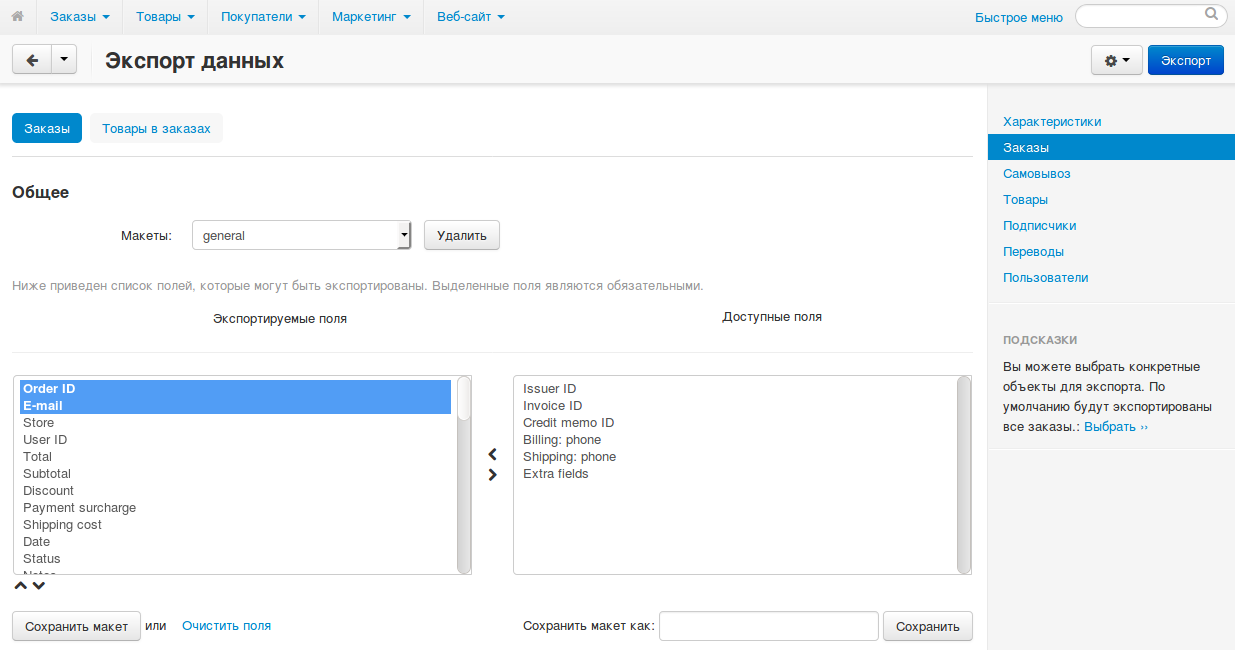 Заказы Товары Покупатели Маркетинг Веб-сайт Быстрое меню
Экспорт данных Экспорт
Заказы Товары в заказах
Общее
Макеты: general Удалить
Ниже приведен список полей, которые могут быть экспортированы. Выделенные поля являются обязательными.
Экспортируемые поля Доступные поля
Order ID
E-mail
Store
User ID
Total
Subtotal
Discount
Payment surcharge
Shipping cost
Date
Status
Issuer ID
Invoice ID
Credit memo ID
Billing: phone
Shipping: phone
Extra fields
Сохранить макет или Очистить поля Сохранить макет как: Сохранить
Характеристики
Заказы
Самовывоз
Товары
Подписчики
Переводы
Пользователи
ПОДСКАЗКИ
Вы можете выбрать конкретные
объекты для экспорта. По
умолчанию будут экспортированы
все заказы.: Выбрать ››